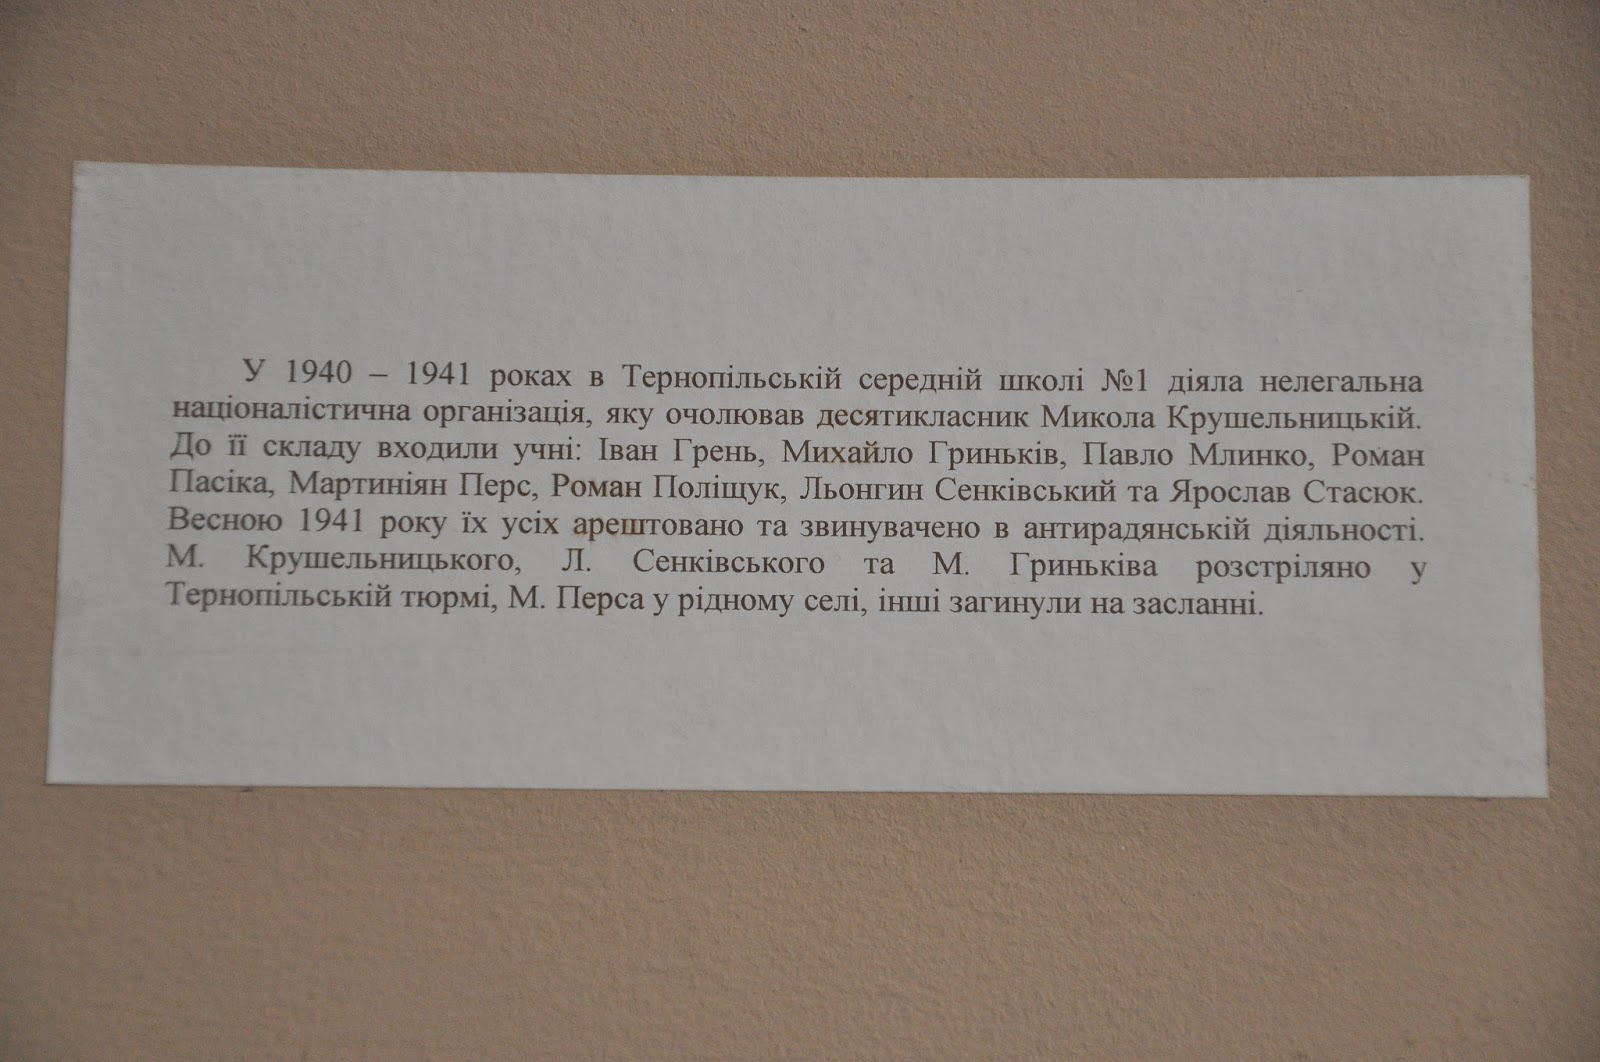 У 1940 – 1941 роках в Тернопільській середній школі №1 діяла нелегальна
націоналістична організація, яку очолював десятикласник Микола Крушельницькій.
До її складу входили учні: Іван Грень, Михайло Гриньків, Павло Млинко, Роман
Пасіка, Мартиніян Перс, Роман Поліщук, Льонгин Сенківський та Ярослав Стасюк.
Весною 1941 року їх усіх арештовано та звинувачено в антирадянській діяльності.
М. Крушельницького, Л. Сенківського та М. Гриньківа розстріляно у
Тернопільській тюрмі, М. Перса у рідному селі, інші загинули на засланні.